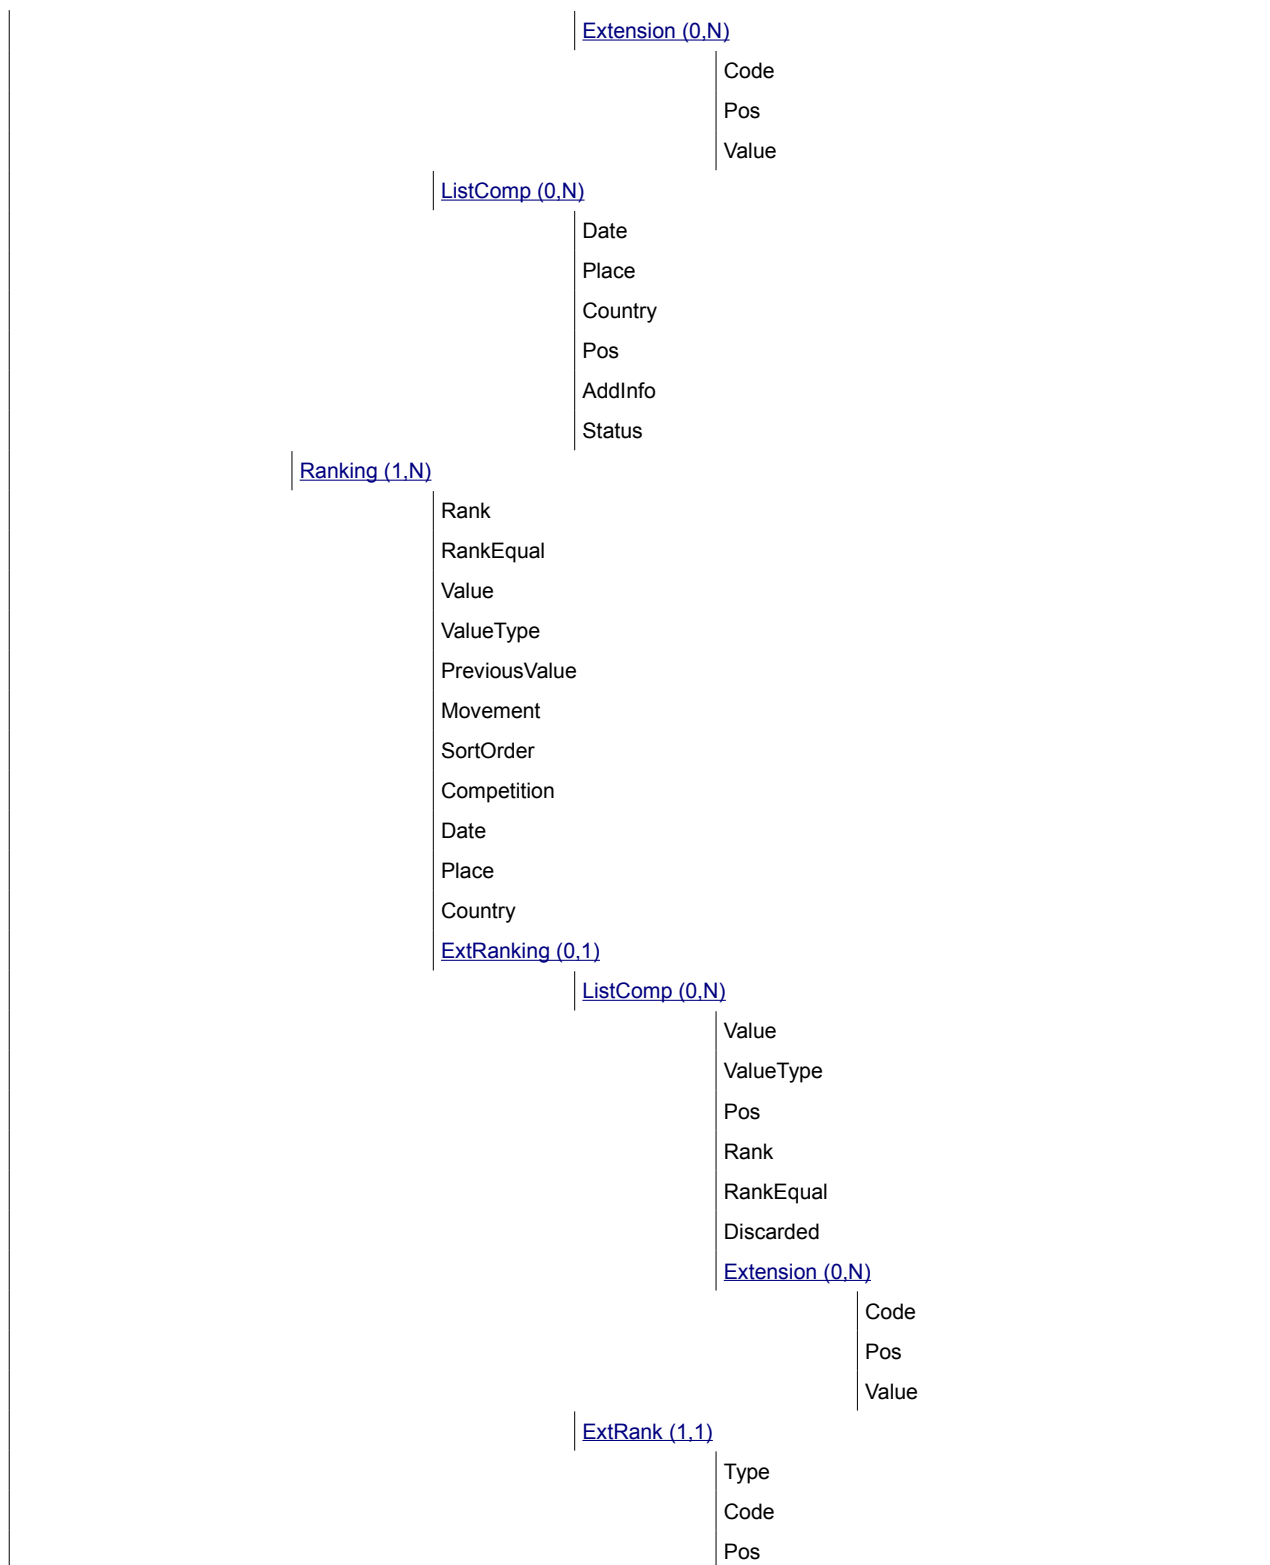 Extension (0,N)
Code
Pos
Value
ListComp (0,N)
Date
Place
Country
Pos
AddInfo
Status
Ranking (1,N)
Rank
RankEqual
Value
ValueType
PreviousValue
Movement
SortOrder
Competition
Date
Place
Country
ExtRanking (0,1)
ListComp (0,N)
Value
ValueType
Pos
Rank
RankEqual
Discarded
Extension (0,N)
Code
Pos
Value
ExtRank (1,1)
Type
Code
Pos